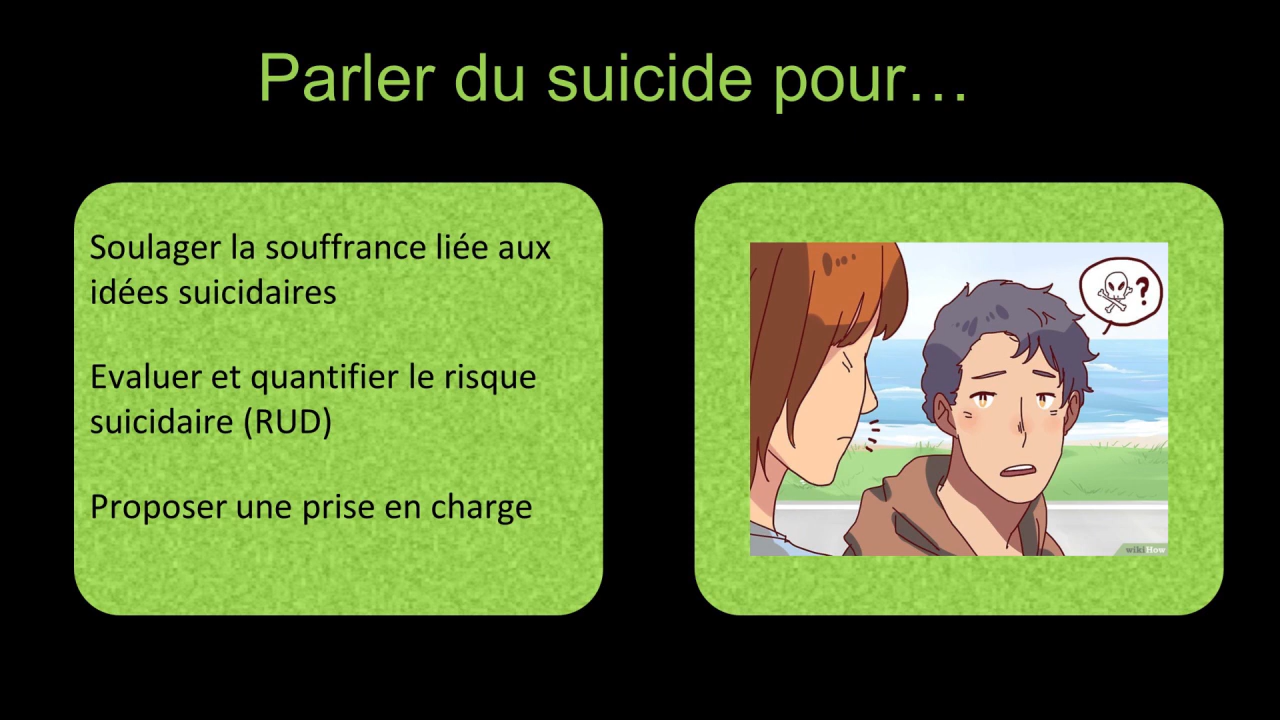 Parler du suicide pour…
Soulager la souffrance liée aux
idées suicidaires
Evaluer et quantifier le risque
suicidaire (RUD)
Proposer une prise en charge
?
wikiHow